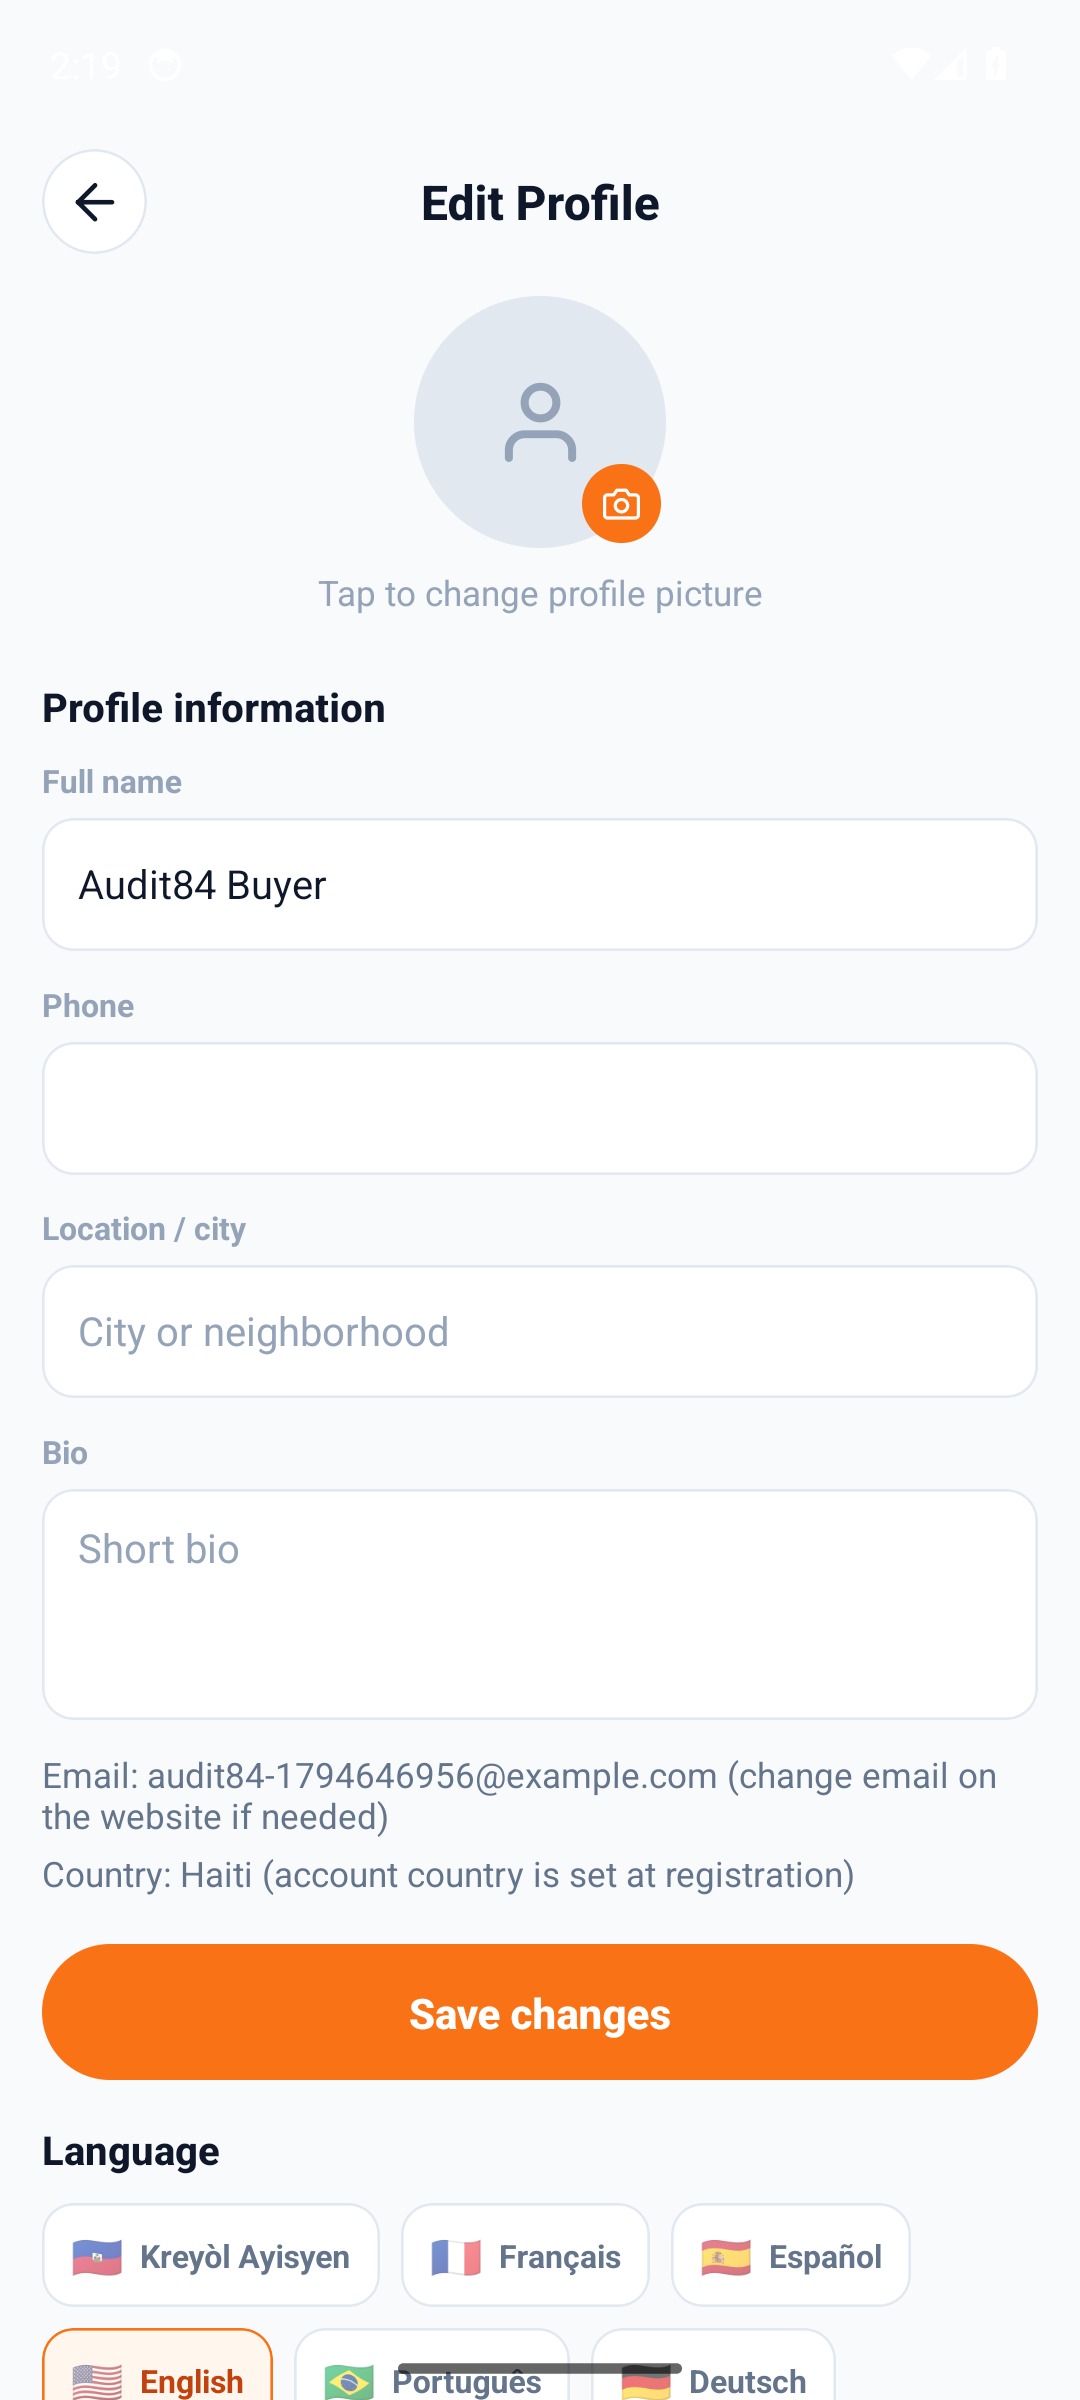 2:19
Edit Profile
Tap to change profile picture
Profile information
Full name
Audit84 Buyer
Phone
Location / city
City or neighborhood
Bio
Short bio
Email: audit84-1794646956@example.com (change email on
the website if needed)
Country: Haiti (account country is set at registration)
Save changes
Language
Kreyòl Ayisyen
Français
Español
English
Português
Deutsch